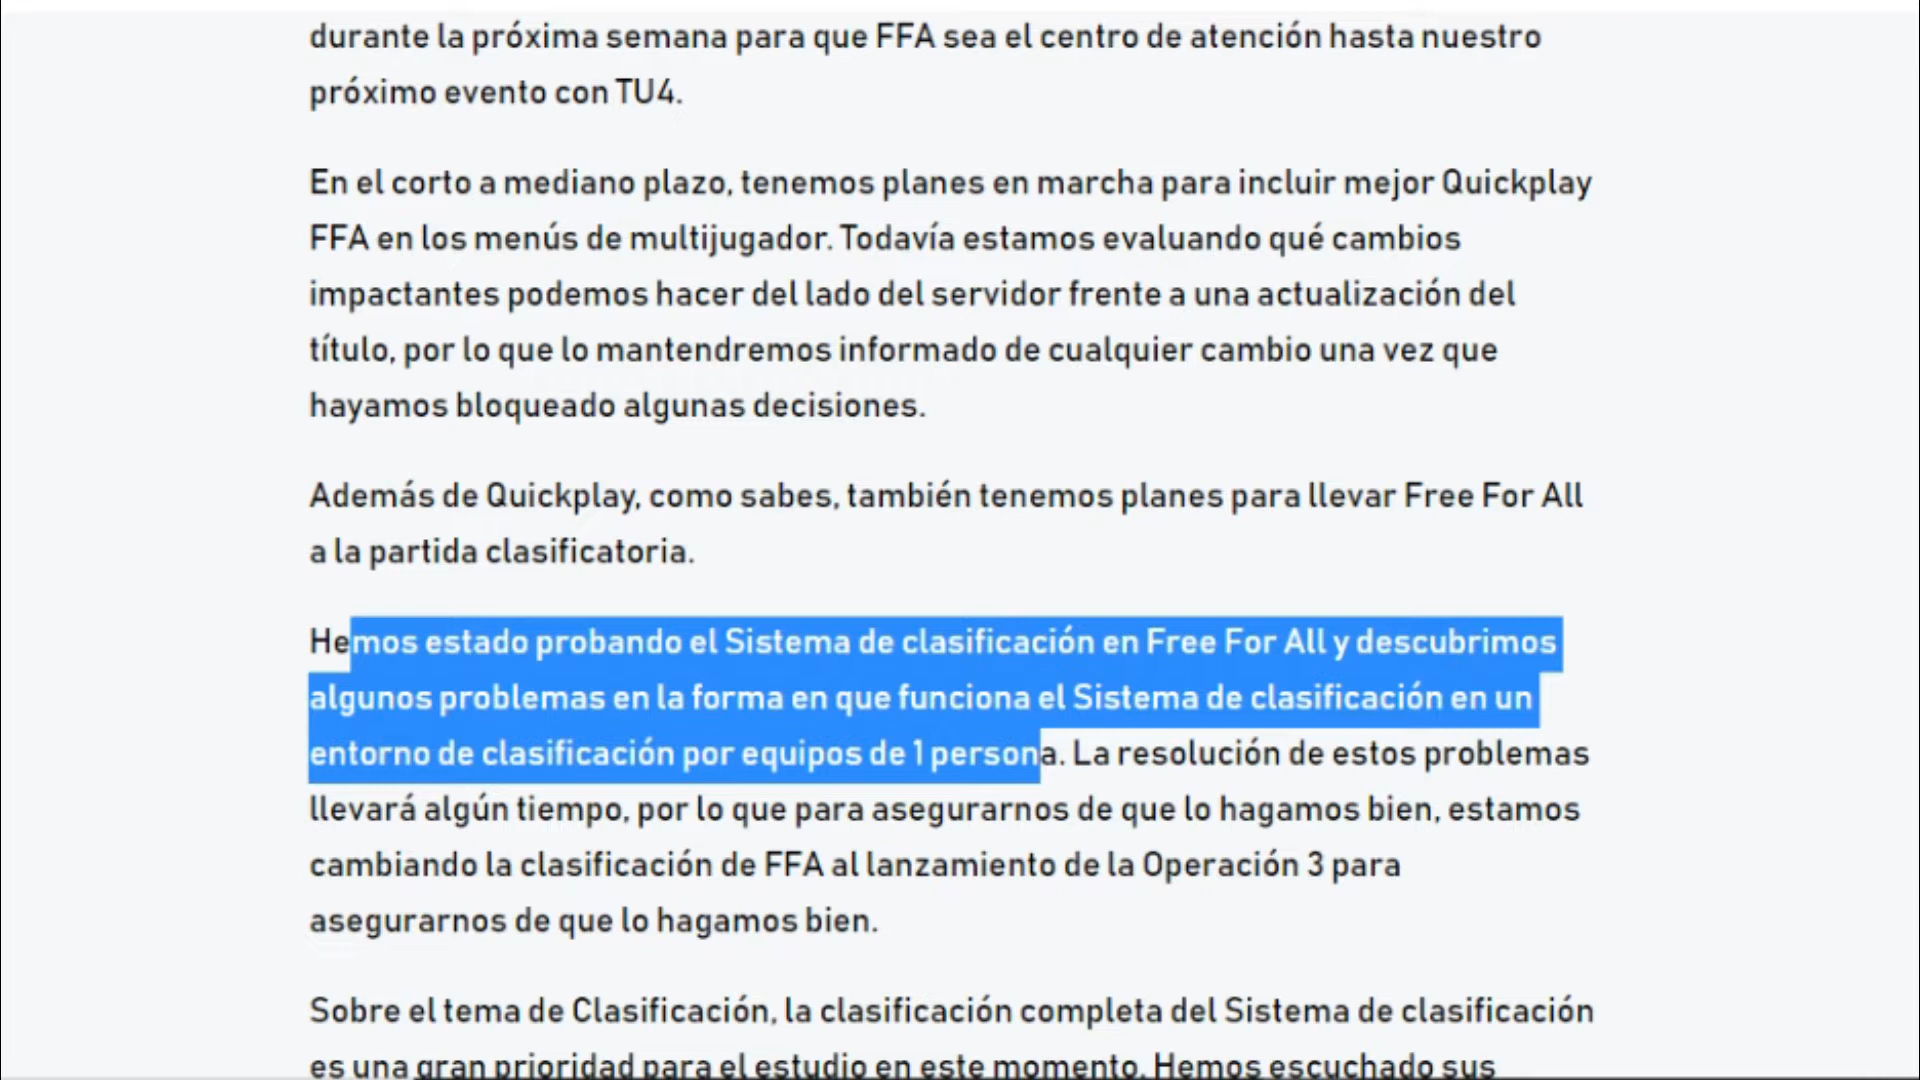 durante la próxima semana para que FFA sea el centro de atención hasta nuestro
próximo evento con TU4.
En el corto a mediano plazo, tenemos planes en marcha para incluir mejor Quickplay
FFA en los menús de multijugador. Todavía estamos evaluando qué cambios
impactantes podemos hacer del lado del servidor frente a una actualización del
título, por lo que lo mantendremos informado de cualquier cambio una vez que
hayamos bloqueado algunas decisiones.
Además de Quickplay, como sabes, también tenemos planes para llevar Free For All
a la partida clasificatoria.
Hemos estado probando el Sistema de clasificación en Free For All y descubrimos
algunos problemas en la forma en que funciona el Sistema de clasificación en un
entorno de clasificación por equipos de 1 persona. La resolución de estos problemas
llevará algún tiempo, por lo que para asegurarnos de que lo hagamos bien, estamos
cambiando la clasificación de FFA al lanzamiento de la Operación 3 para
asegurarnos de que lo hagamos bien.
Sobre el tema de Clasificación, la clasificación completa del Sistema de clasificación
es una gran prioridad para el estudio en este momento. Hemos escuchado sus